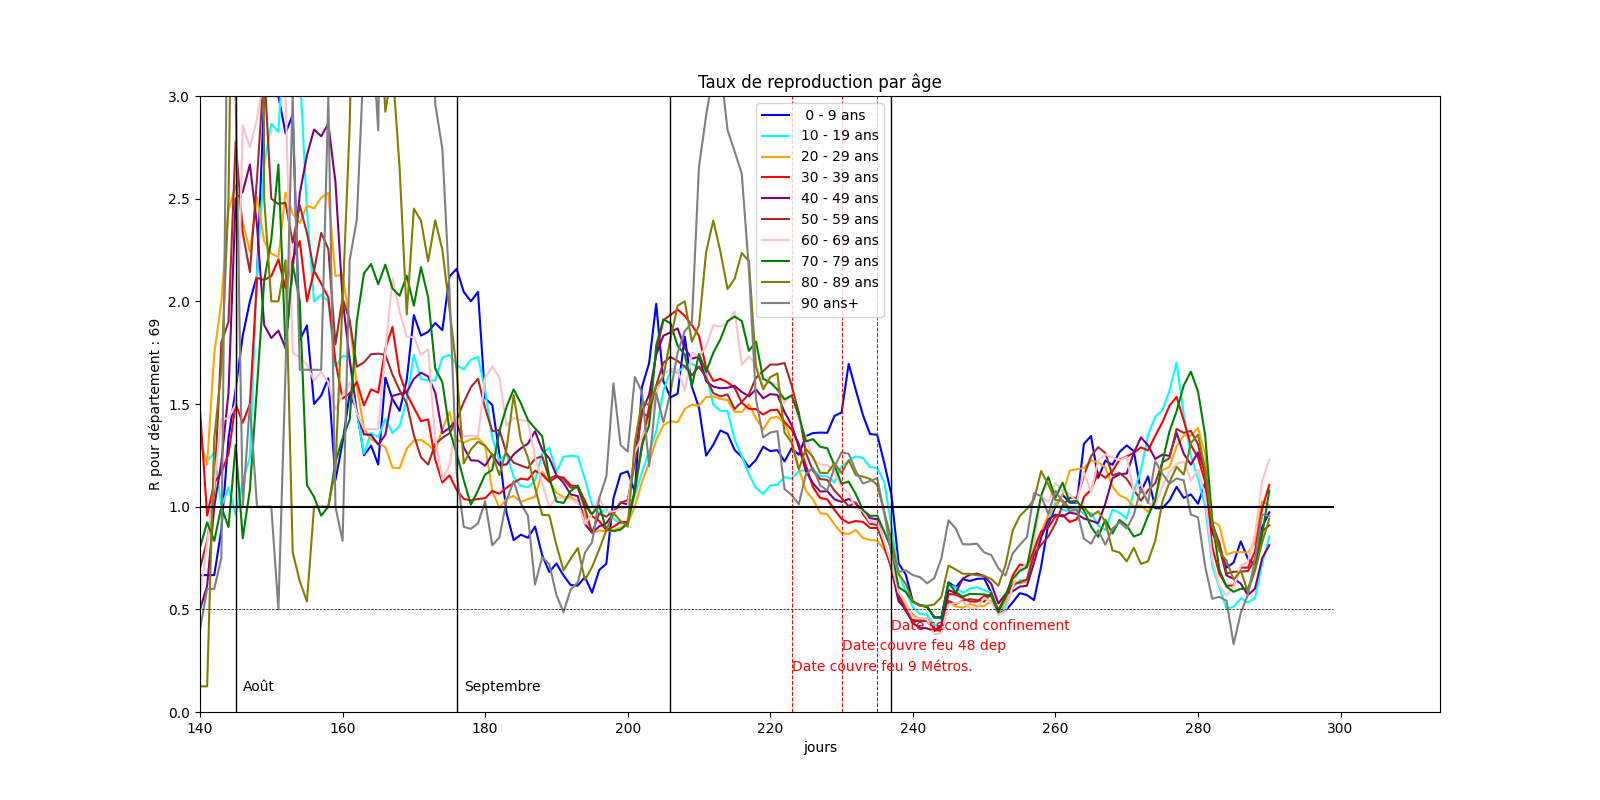 Taux de reproduction par âge
R pour département : 69
3.0
2.5
2.0
1.5
1.0
0.5
0.0
0 - 9 ans
10 - 19 ans
20 - 29 ans
30 - 39 ans
40 - 49 ans
50 - 59 ans
60 - 69 ans
70 - 79 ans
80 - 89 ans
90 ans+
Date second confinement
Date couvre feu 48 dep
Date couvre feu 9 Métros.
Août
Septembre
140 160 180 200 220 240 260 280 300
jours